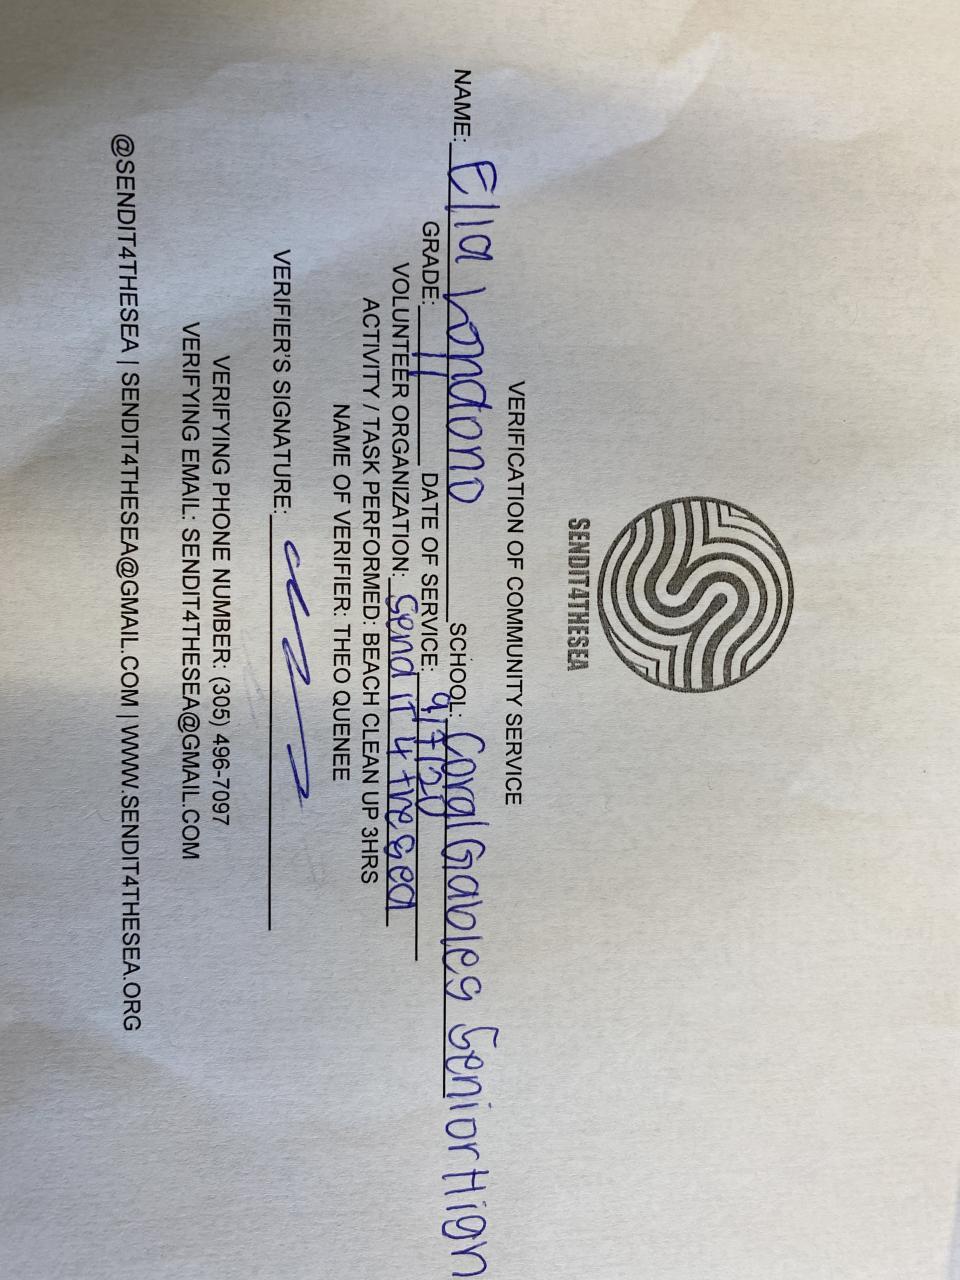 SENDIT4THESEA
VERIFICATION OF COMMUNITY SERVICE
NAME: Ella Londono SCHOOL: Coral Gables Senior High
GRADE: 11 DATE OF SERVICE: 9/7/20
VOLUNTEER ORGANIZATION: Send it 4 the sea
ACTIVITY / TASK PERFORMED: BEACH CLEAN UP 3HRS
NAME OF VERIFIER: THEO QUENEE
VERIFIER'S SIGNATURE:
VERIFYING PHONE NUMBER: (305) 496-7097
VERIFYING EMAIL: SENDIT4THESEA@GMAIL.COM
@SENDIT4THESEA | SENDIT4THESEA@GMAIL.COM | WWW.SENDIT4THESEA.ORG